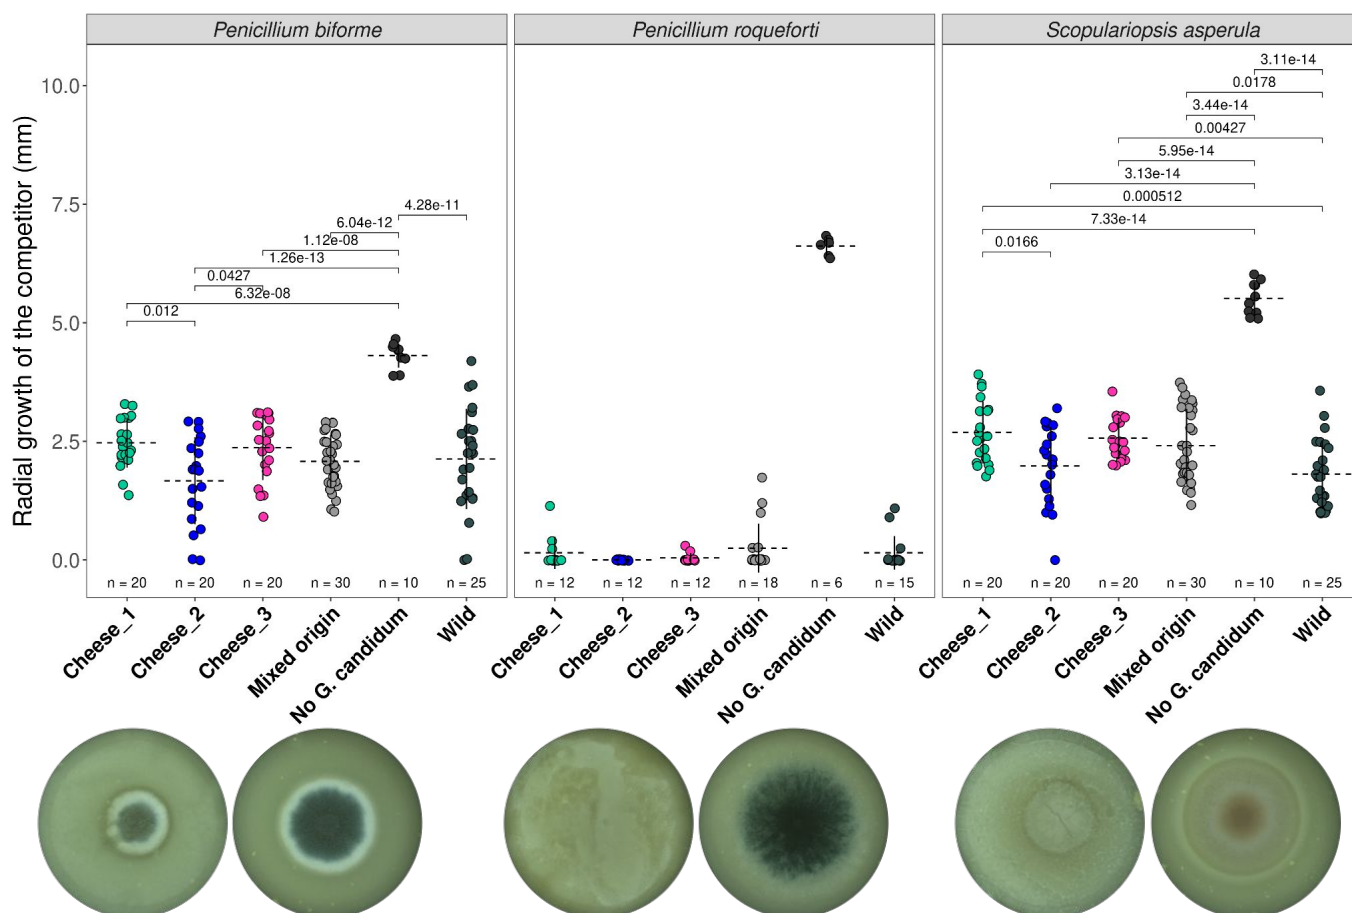 Penicillium biforme
Penicillium roqueforti
Scopulariopsis asperula
Radial growth of the competitor (mm)
10.0
7.5
5.0
2.5
0.0
4.28e-11
6.04e-12
1.12e-08
1.26e-13
0.0427
6.32e-08
0.012
3.11e-14
0.0178
3.44e-14
0.00427
5.95e-14
3.13e-14
0.000512
7.33e-14
0.0166
n = 20 n = 20 n = 20 n = 30 n = 10 n = 25
n = 12 n = 12 n = 12 n = 18 n = 6 n = 15
n = 20 n = 20 n = 20 n = 30 n = 10 n = 25
Cheese_1
Cheese_2
Cheese_3
Mixed origin
No G. candidum
Wild
Cheese_1
Cheese_2
Cheese_3
Mixed origin
No G. candidum
Wild
Cheese_1
Cheese_2
Cheese_3
Mixed origin
No G. candidum
Wild